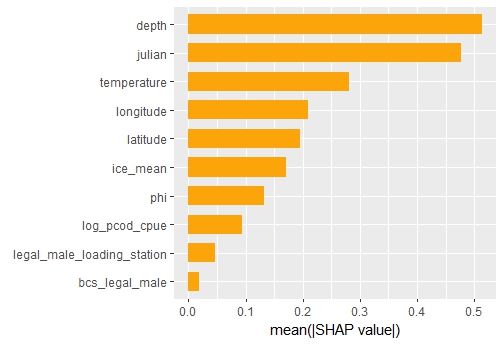 depth
julian
temperature
longitude
latitude
ice_mean
phi
log_pcod_cpue
legal_male_loading_station
bcs_legal_male
0.0 0.1 0.2 0.3 0.4 0.5
mean(|SHAP value|)